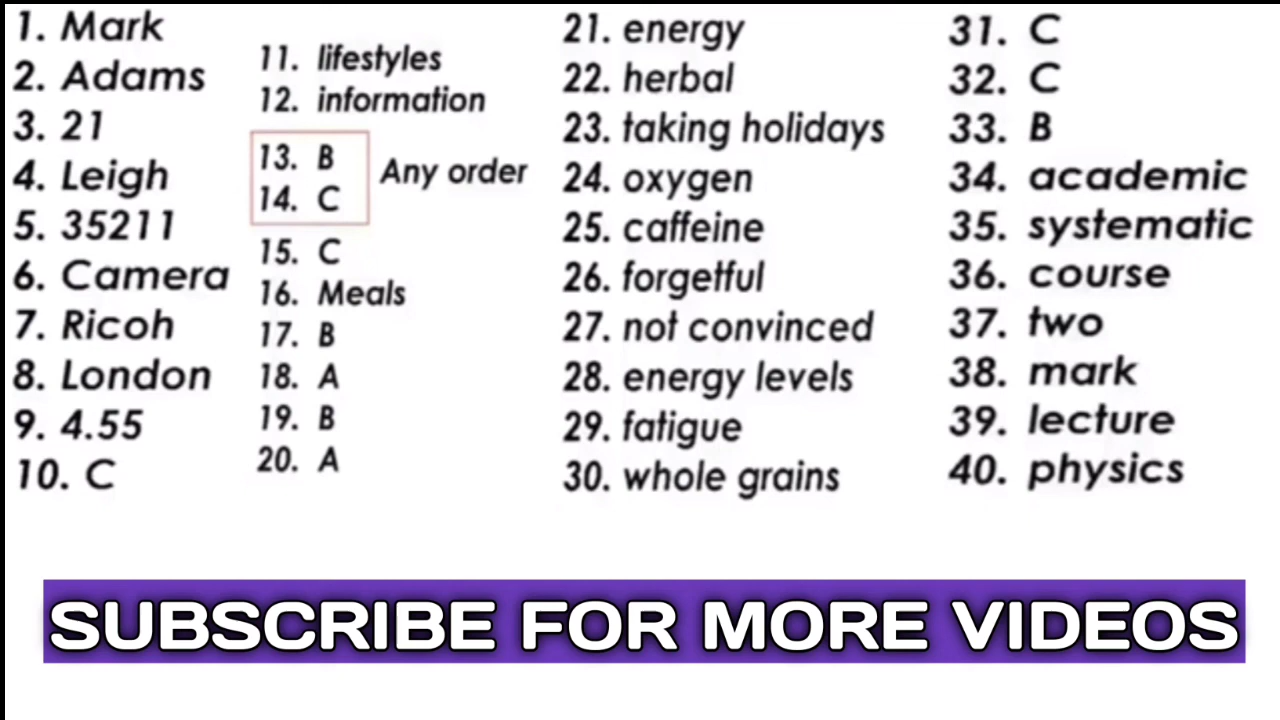 1. Mark
2. Adams
3. 21
4. Leigh
5. 35211
6. Camera
7. Ricoh
8. London
9. 4.55
10. C
11. lifestyles
12. information
13. B
14. C
Any order
15. C
16. Meals
17. B
18. A
19. B
20. A
21. energy
22. herbal
23. taking holidays
24. oxygen
25. caffeine
26. forgetful
27. not convinced
28. energy levels
29. fatigue
30. whole grains
31. C
32. C
33. B
34. academic
35. systematic
36. course
37. two
38. mark
39. lecture
40. physics
SUBSCRIBE FOR MORE VIDEOS